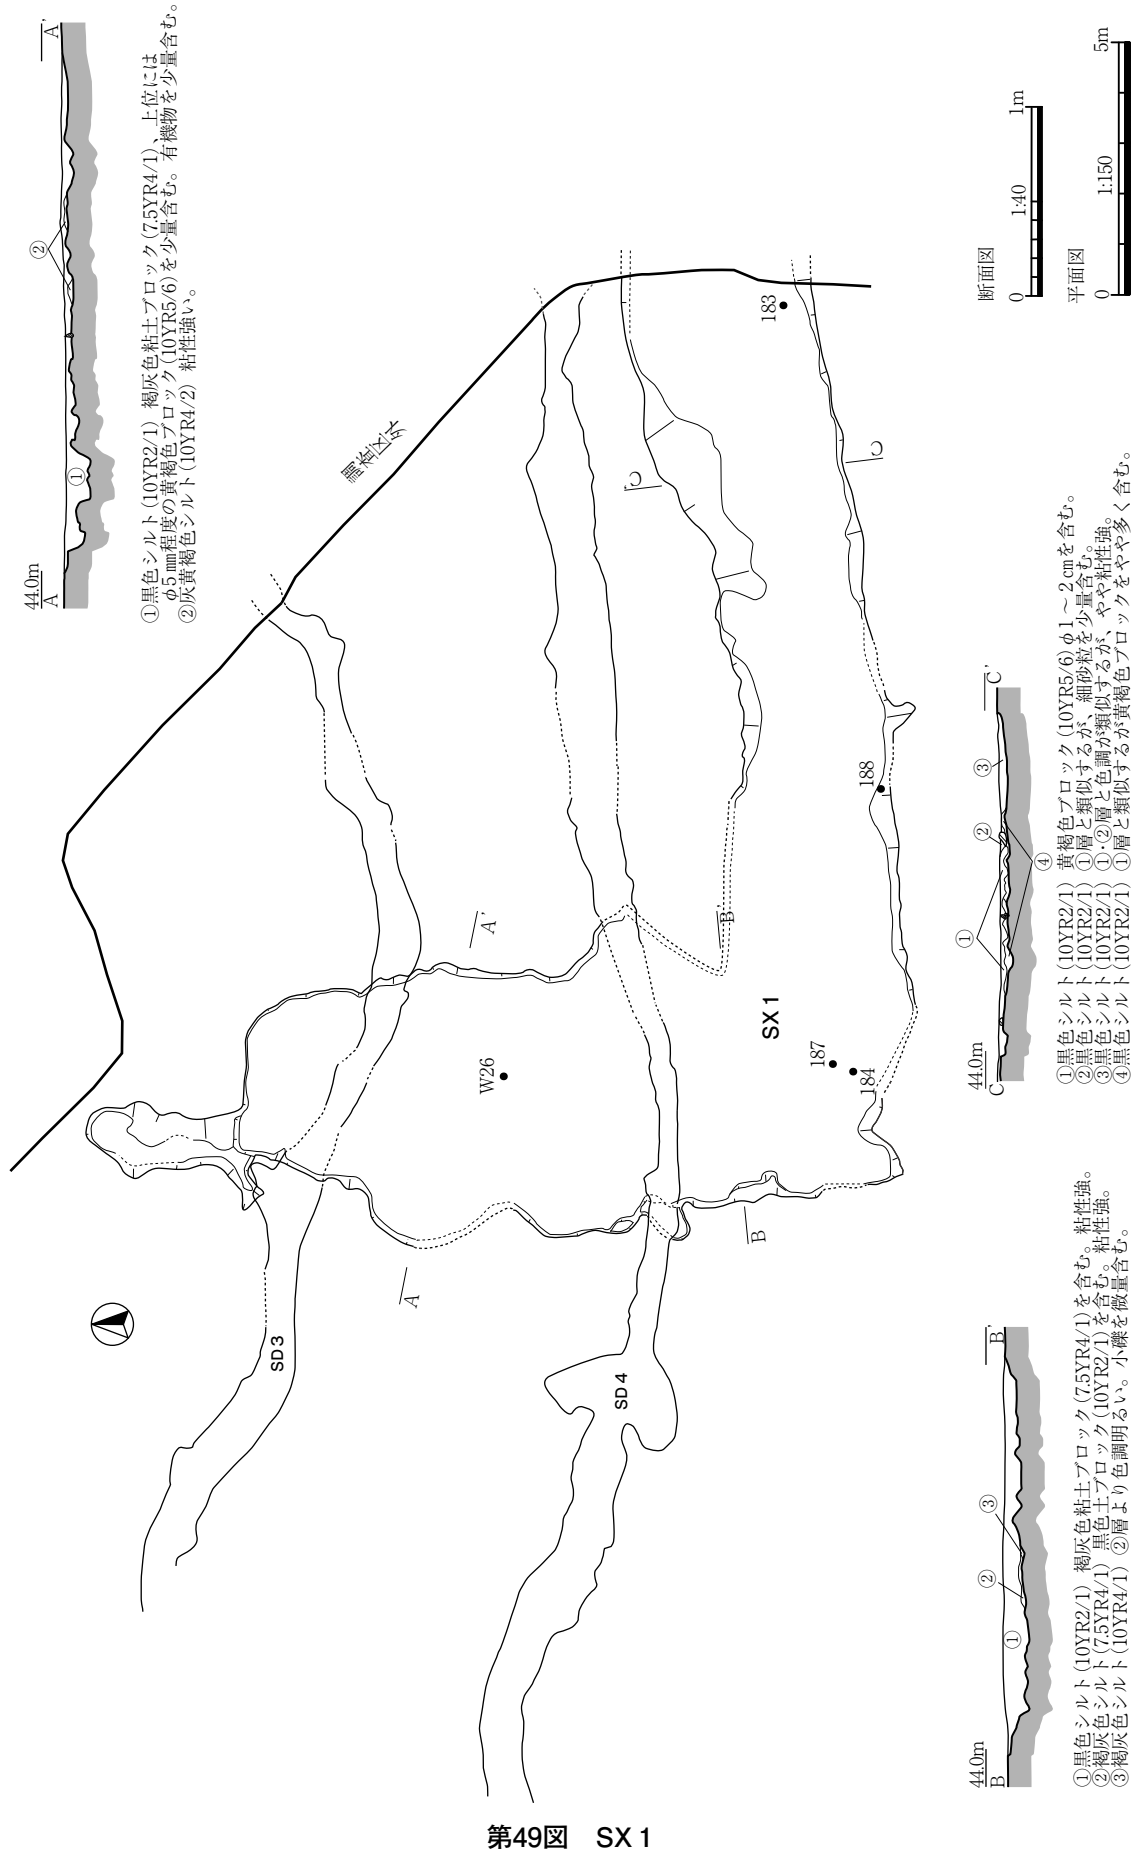 44.0m
A
A'
①
②
①黒色シルト(10YR2/1) 褐灰色粘土ブロック(7.5YR4/1)、上位には
φ5㎜程度の黄褐色ブロック(10YR5/6)を少量含む。有機物を少量含む。
②灰黄褐色シルト(10YR4/2) 粘性強い。
調査区外
SD3
SD4
SX1
A
A'
B
B'
C
C'
W26
183
184
187
188
44.0m
B
B'
①
②
③
①黒色シルト(10YR2/1) 褐灰色粘土ブロック(7.5YR4/1)を含む。粘性強。
②褐灰色シルト(7.5YR4/1) 黒色土ブロック(10YR2/1)を含む。粘性強。
③褐灰色シルト(10YR4/1) ②層より色調明るい。小礫を微量含む。
44.0m
C
C'
①
②
③
④
①黒色シルト(10YR2/1) 黄褐色ブロック(10YR5/6)φ1～2㎝を含む。
②黒色シルト(10YR2/1) ①層と類似するが、細砂粒を少量含む。
③黒色シルト(10YR2/1) ①・②層と色調が類似するが、やや粘性強。
④黒色シルト(10YR2/1) ①層と類似するが黄褐色ブロックをやや多く含む。
断面図
0 1:40 1m
平面図
0 1:150 5m
第49図 SX 1